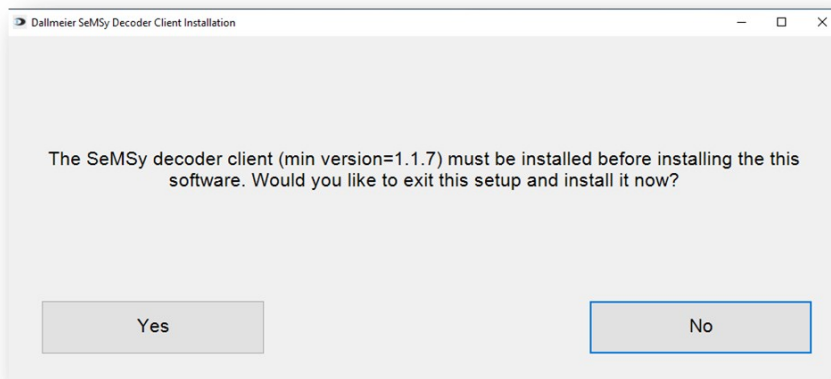 Dallmeier SeMSy Decoder Client Installation
The SeMSy decoder client (min version=1.1.7) must be installed before installing the this
software. Would you like to exit this setup and install it now?
Yes
No